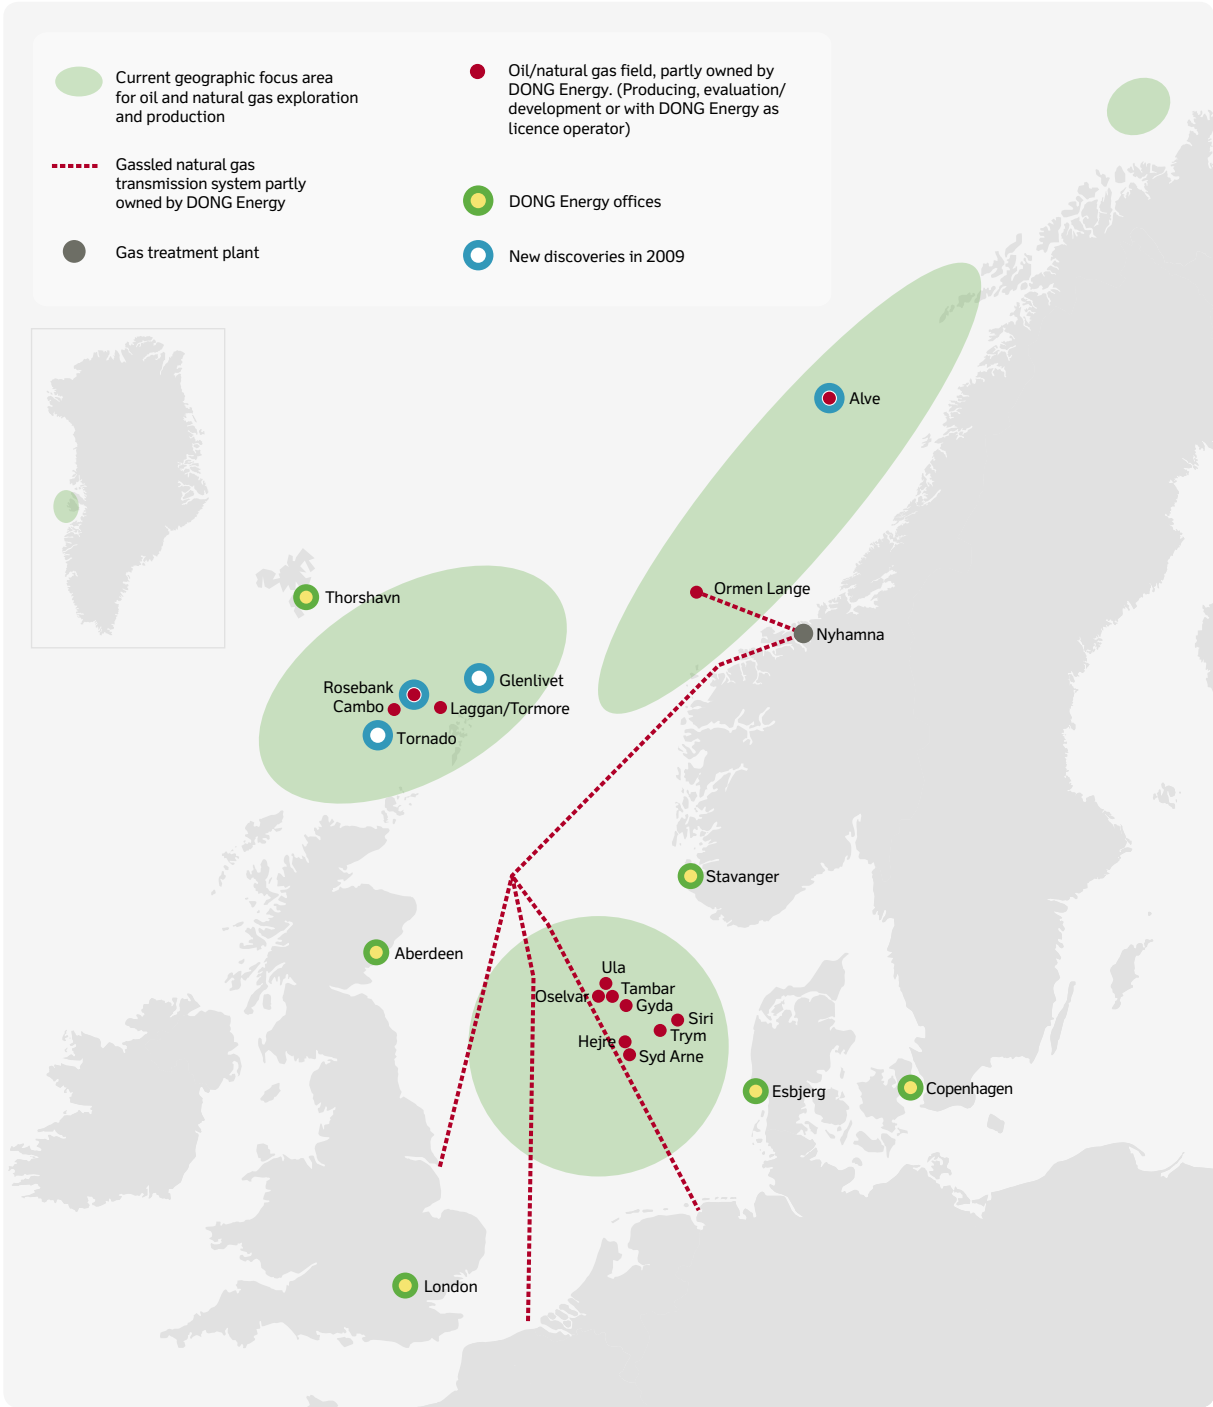 Current geographic focus area
for oil and natural gas exploration
and production
Gassled natural gas
transmission system partly
owned by DONG Energy
Gas treatment plant
Oil/natural gas field, partly owned by
DONG Energy. (Producing, evaluation/
development or with DONG Energy as
licence operator)
DONG Energy offices
New discoveries in 2009
Alve
Ormen Lange
Thorshavn
Nyhamna
Glenlivet
Rosebank
Cambo
Laggan/Tormore
Tornado
Stavanger
Aberdeen
Ula
Tambar
Oselvar
Gyda
Siri
Trym
Hejre
Syd Arne
Esbjerg
Copenhagen
London